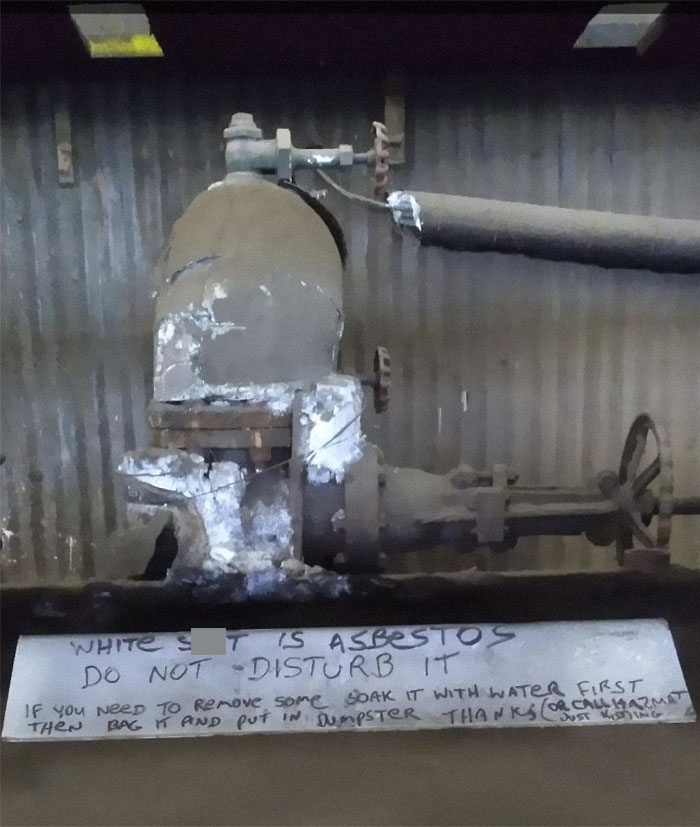 WHITE S T IS ASBESTOS
DO NOT - DISTURB IT
IF YOU NEED TO REMOVE SOME SOAK IT WITH WATER FIRST
THEN BAG IT AND PUT IN DUMPSTER THANKS (OR CALL HAZMAT
JUST KIDDING